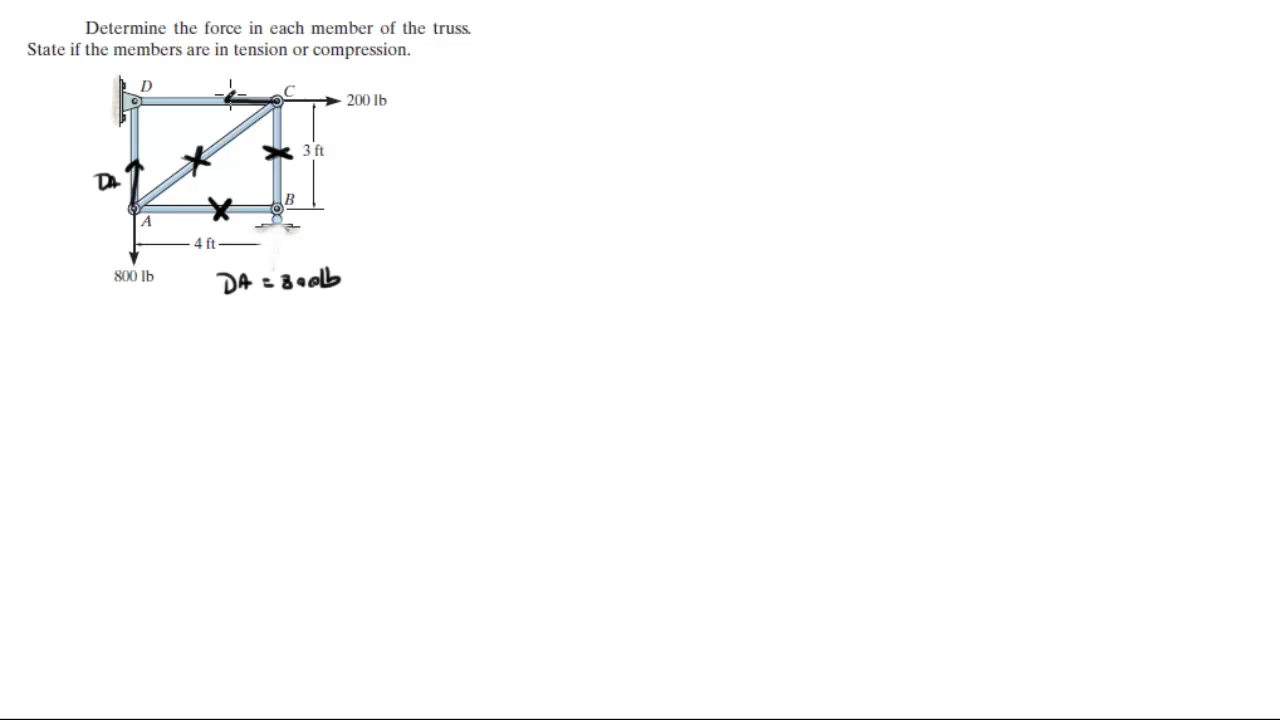 Determine the force in each member of the truss.
State if the members are in tension or compression.
D
C
200 lb
3 ft
DA
B
A
4 ft
800 lb
DA = 800lb